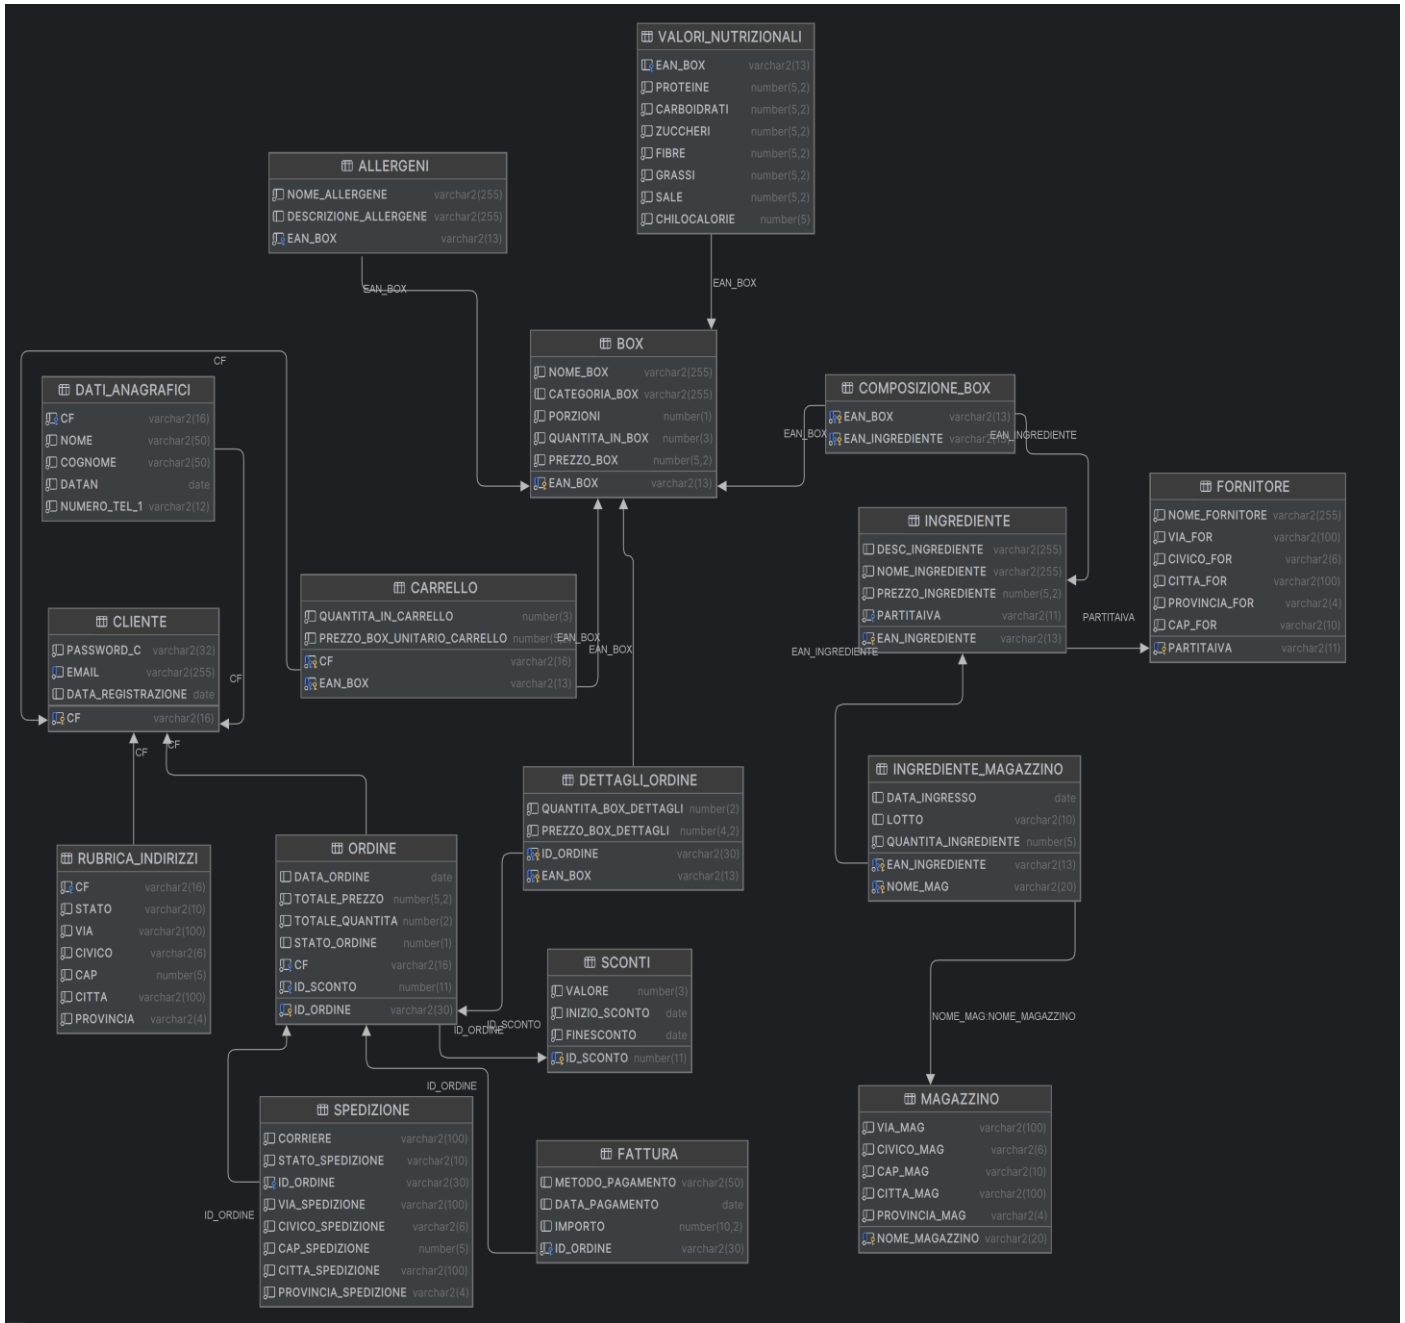 VALORI_NUTRIZIONALI
EAN_BOX varchar2(13)
PROTEINE number(5,2)
CARBOIDRATI number(5,2)
ZUCCHERI number(5,2)
FIBRE number(5,2)
GRASSI number(5,2)
SALE number(5,2)
CHILOCALORIE number(5)
EAN_BOX
ALLERGENI
NOME_ALLERGENE varchar2(255)
DESCRIZIONE_ALLERGENE varchar2(255)
EAN_BOX varchar2(13)
EAN_BOX
BOX
NOME_BOX varchar2(255)
CATEGORIA_BOX varchar2(255)
PORZIONI number(1)
QUANTITA_IN_BOX number(3)
PREZZO_BOX number(5,2)
EAN_BOX varchar2(13)
CF
DATI_ANAGRAFICI
CF varchar2(16)
NOME varchar2(50)
COGNOME varchar2(50)
DATAN date
NUMERO_TEL_1 varchar2(12)
CF
COMPOSIZIONE_BOX
EAN_BOX varchar2(13)
EAN_INGREDIENTE
EAN_BOX
EAN_INGREDIENTE
INGREDIENTE
DESC_INGREDIENTE varchar2(255)
NOME_INGREDIENTE varchar2(255)
PREZZO_INGREDIENTE number(5,2)
PARTITAIVA varchar2(11)
EAN_INGREDIENTE varchar2(13)
PARTITAIVA
EAN_INGREDIENTE
FORNITORE
NOME_FORNITORE varchar2(255)
VIA_FOR varchar2(100)
CIVICO_FOR varchar2(6)
CITTA_FOR varchar2(100)
PROVINCIA_FOR varchar2(4)
CAP_FOR varchar2(10)
PARTITAIVA varchar2(11)
CARRELLO
QUANTITA_IN_CARRELLO number(3)
PREZZO_BOX_UNITARIO_CARRELLO
CF varchar2(16)
EAN_BOX varchar2(13)
EAN_BOX
EAN_BOX
CLIENTE
PASSWORD_C varchar2(32)
EMAIL varchar2(255)
DATA_REGISTRAZIONE date
CF varchar2(16)
CF
CF
RUBRICA_INDIRIZZI
CF varchar2(16)
STATO varchar2(10)
VIA varchar2(100)
CIVICO varchar2(6)
CAP number(5)
CITTA varchar2(100)
PROVINCIA varchar2(4)
ORDINE
DATA_ORDINE date
TOTALE_PREZZO number(5,2)
TOTALE_QUANTITA number(2)
STATO_ORDINE number(1)
CF varchar2(16)
ID_SCONTO number(11)
ID_ORDINE varchar2(30)
DETTAGLI_ORDINE
QUANTITA_BOX_DETTAGLI number(2)
PREZZO_BOX_DETTAGLI number(4,2)
ID_ORDINE varchar2(30)
EAN_BOX varchar2(13)
INGREDIENTE_MAGAZZINO
DATA_INGRESSO date
LOTTO varchar2(10)
QUANTITA_INGREDIENTE number(5)
EAN_INGREDIENTE varchar2(13)
NOME_MAG varchar2(20)
NOME_MAG:NOME_MAGAZZINO
SCONTI
VALORE number(3)
INIZIO_SCONTO date
FINESCONTO date
ID_SCONTO number(11)
ID_ORDINE
ID_SCONTO
ID_ORDINE
SPEDIZIONE
CORRIERE varchar2(100)
STATO_SPEDIZIONE varchar2(10)
ID_ORDINE varchar2(30)
VIA_SPEDIZIONE varchar2(100)
CIVICO_SPEDIZIONE varchar2(6)
CAP_SPEDIZIONE number(5)
CITTA_SPEDIZIONE varchar2(100)
PROVINCIA_SPEDIZIONE varchar2(4)
ID_ORDINE
FATTURA
METODO_PAGAMENTO varchar2(50)
DATA_PAGAMENTO date
IMPORTO number(10,2)
ID_ORDINE varchar2(30)
MAGAZZINO
VIA_MAG varchar2(100)
CIVICO_MAG varchar2(6)
CAP_MAG varchar2(10)
CITTA_MAG varchar2(100)
PROVINCIA_MAG varchar2(4)
NOME_MAGAZZINO varchar2(20)